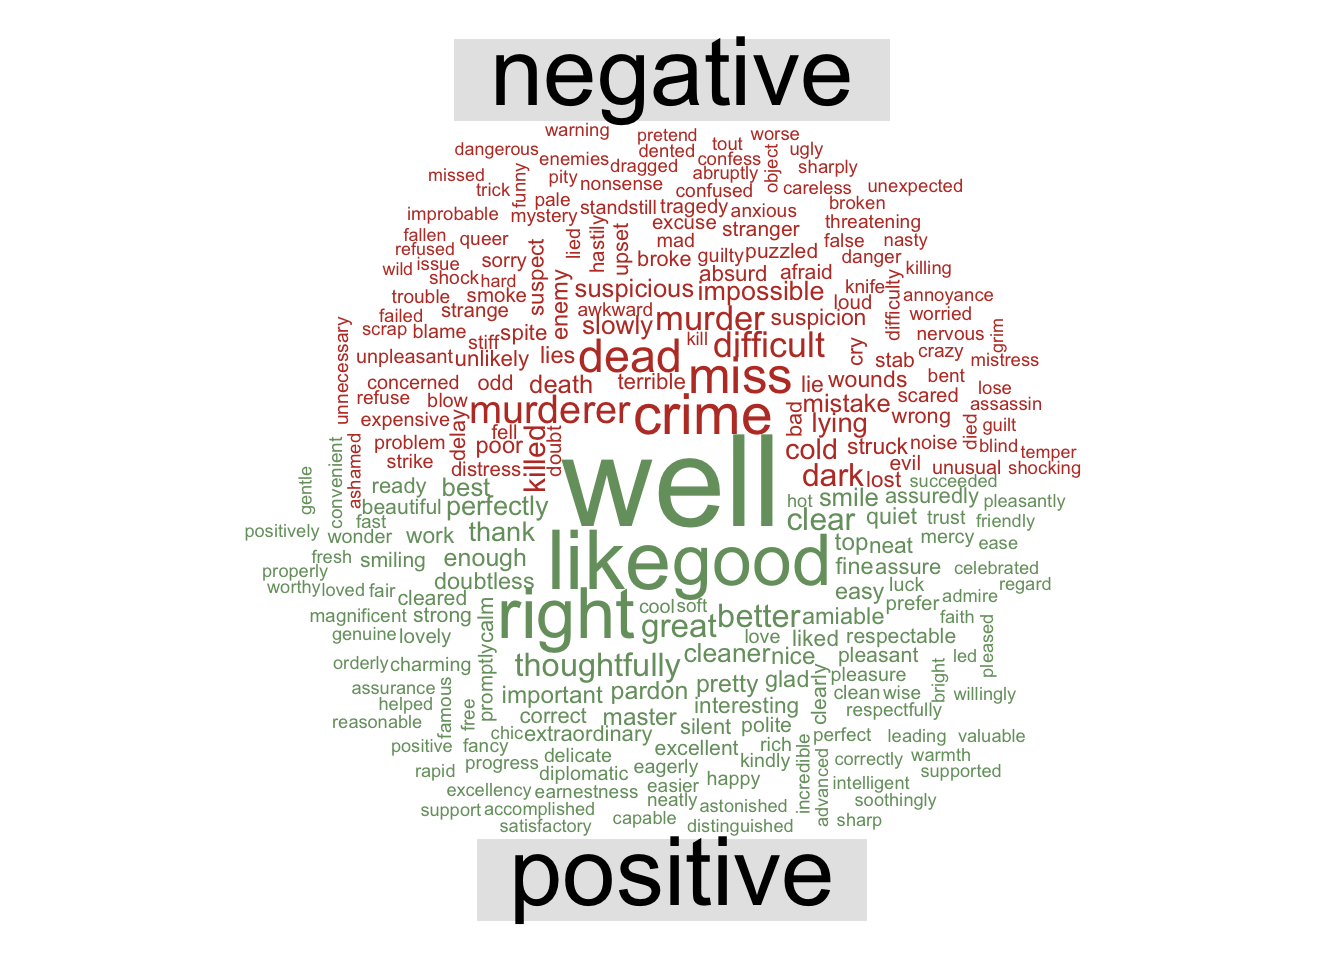 negative
warning pretend worse
dangerous dented tout ugly
enemies dragged confess object sharply
missed funny pity nonsense abruptly
trick confused careless unexpected
pale standstill tragedy broken
improbable mystery anxious threatening
fallen queer lied hastily upset excuse stranger false nasty
refused mad
wild issue sorry suspect broke guilty puzzled danger killing
shock hard enemy absurd afraid
trouble smoke suspicious impossible knife difficulty annoyance
failed strange awkward loud worried
scrap blame stiff spite slowly murder suspicion nervous grim
unnecessary kill
unpleasant unlikely lies dead difficult cry stab crazy mistress
concerned odd death terrible miss lie wounds bent lose
refuse blow mistake scared assassin
expensive murderer crime bad lying wrong guilt
problem delay fell doubt struck noise died blind temper
strike poor killed cold evil
ashamed distress dark lost unusual shocking
gentle convenient ready best well hot smile assuredly succeeded pleasantly
beautiful perfectly
positively fast clear quiet trust friendly
wonder work thank mercy ease
fresh smiling enough like good top neat
properly doubtless fine assure celebrated
worthy loved fair easy luck regard
cleared right cool soft better prefer admire
magnificent strong calm great amiable faith
genuine lovely love liked respectable pleased
orderly charming promptly thoughtfully cleaner nice pleasant led
assurance important pardon pretty glad clearly pleasure bright
helped famous free clean wise willingly
reasonable correct master interesting respectfully
chic extraordinary silent polite perfect leading valuable
positive fancy delicate excellent rich incredible correctly warmth
rapid progress diplomatic eagerly kindly advanced supported
excellency earnestness easier happy intelligent
support accomplished neatly astonished soothingly
satisfactory capable distinguished sharp
positive